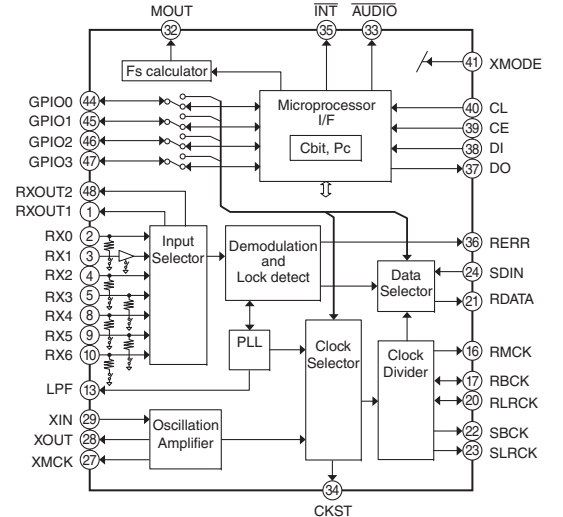 MOUT
INT
AUDIO
32
35
33
Fs calculator
41
XMODE
GPIO0
44
GPIO1
45
GPIO2
46
GPIO3
47
Microprocessor
I/F
Cbit, Pc
40
CL
39
CE
38
DI
37
DO
RXOUT2
48
RXOUT1
1
RX0
2
RX1
3
RX2
4
RX3
5
RX4
8
RX5
9
RX6
10
Input
Selector
Demodulation
and
Lock detect
36
RERR
Data
Selector
24
SDIN
21
RDATA
PLL
Clock
Selector
Clock
Divider
16
RMCK
17
RBCK
20
RLRCK
22
SBCK
23
SLRCK
LPF
13
XIN
29
XOUT
28
XMCK
27
Oscillation
Amplifier
34
CKST